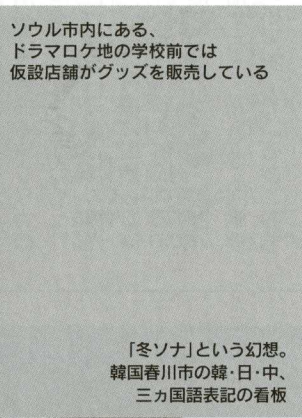 ソウル市内にある、
ドラマロケ地の学校前では
仮設店舗がグッズを販売している
「冬ソナ」という幻想。
韓国春川市の韓・日・中、
三ヵ国語表記の看板